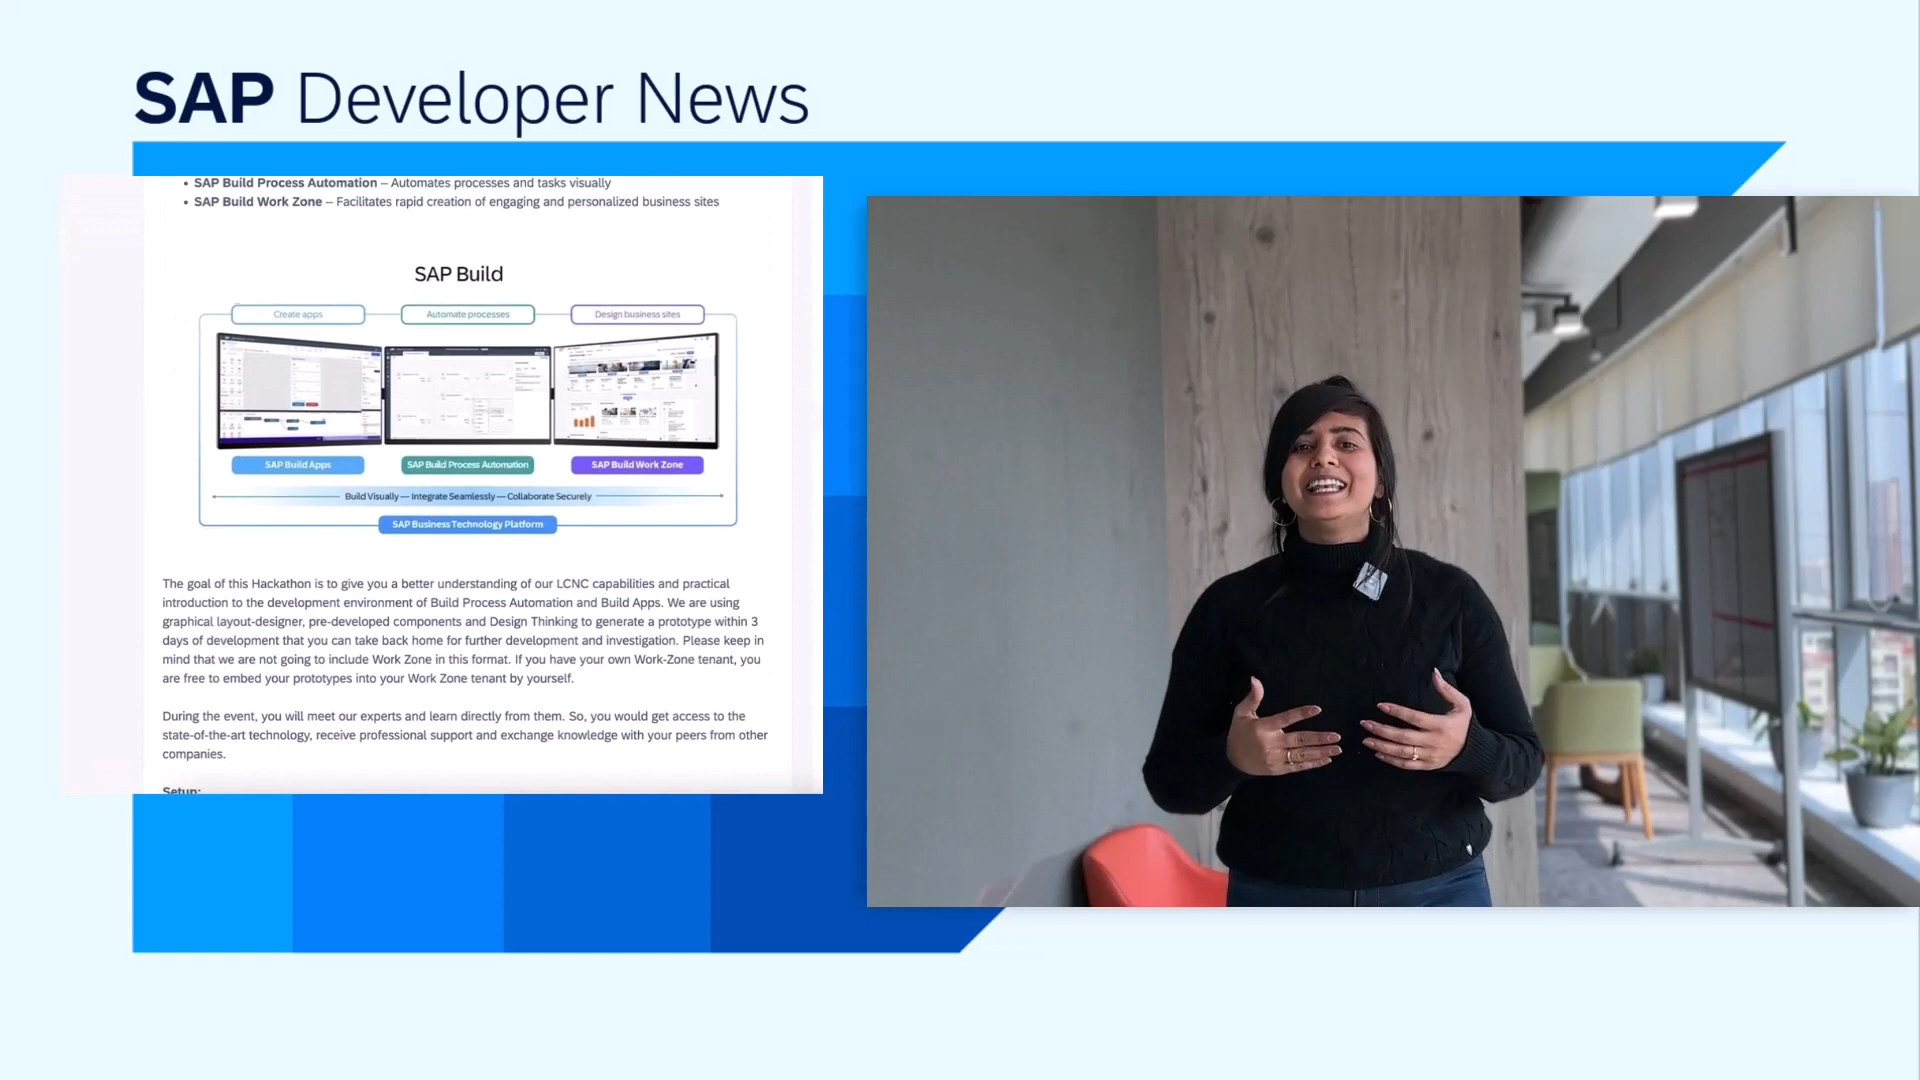 SAP Developer News
• SAP Build Process Automation – Automates processes and tasks visually
• SAP Build Work Zone – Facilitates rapid creation of engaging and personalized business sites
SAP Build
Create apps
Automate processes
Design business sites
SAP Build Apps
SAP Build Process Automation
SAP Build Work Zone
Build Visually — Integrate Seamlessly — Collaborate Securely
SAP Business Technology Platform
The goal of this Hackathon is to give you a better understanding of our LCNC capabilities and practical
introduction to the development environment of Build Process Automation and Build Apps. We are using
graphical layout-designer, pre-developed components and Design Thinking to generate a prototype within 3
days of development that you can take back home for further development and investigation. Please keep in
mind that we are not going to include Work Zone in this format. If you have your own Work-Zone tenant, you
are free to embed your prototypes into your Work Zone tenant by yourself.
During the event, you will meet our experts and learn directly from them. So, you would get access to the
state-of-the-art technology, receive professional support and exchange knowledge with your peers from other
companies.
Setup: